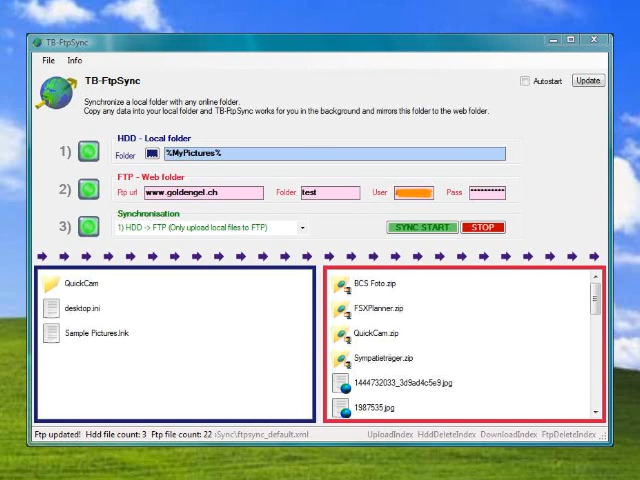 TB-FtpSync
File Info
TB-FtpSync
Autostart
Update
Synchronize a local folder with any online folder.
Copy any data into your local folder and TB-FtpSync works for you in the background and mirrors this folder to the web folder.
HDD - Local folder
1) Folder %MyPictures%
FTP - Web folder
2) Ftp url www.goldengel.ch Folder test User Pass **********
Synchronisation
3) 1) HDD -> FTP (Only upload local files to FTP) SYNC START STOP
QuickCam
desktop.ini
Sample Pictures.lnk
BCS Foto.zip
FSXPlanner.zip
QuickCam.zip
Sympatieträger.zip
1444732033_3d9ad4c5e9.jpg
1987535.jpg
Ftp updated! Hdd file count: 3 Ftp file count: 22 \Sync\ftpsync_default.xml UploadIndex HddDeleteIndex DownloadIndex FtpDeleteIndex